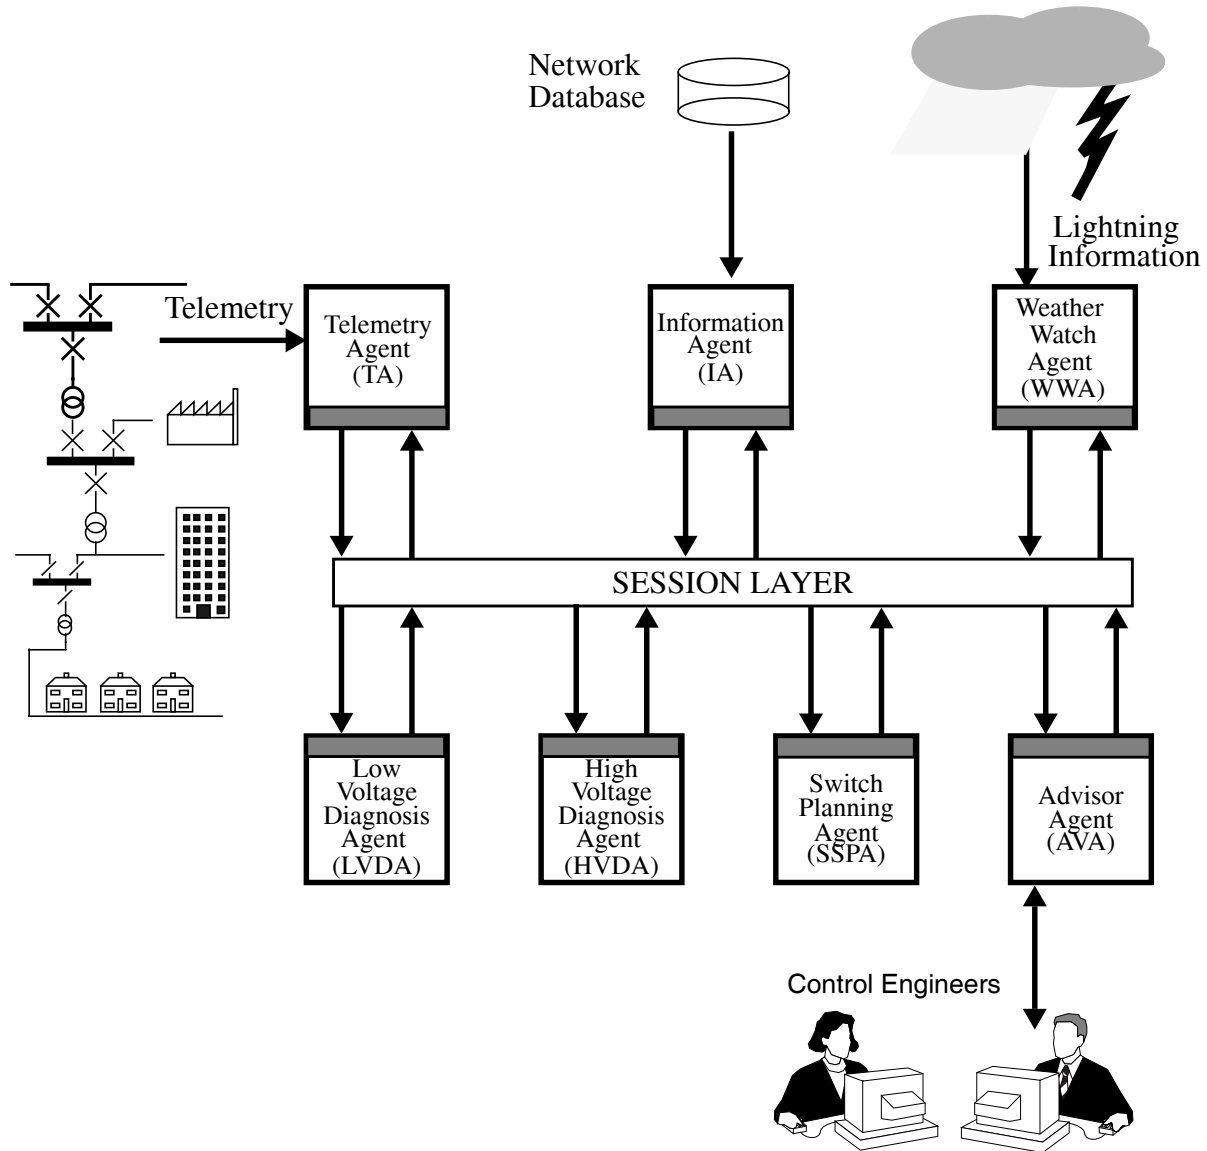 Network
Database
Lightning
Information
Telemetry
Telemetry
Agent
(TA)
Information
Agent
(IA)
Weather
Watch
Agent
(WWA)
SESSION LAYER
Low
Voltage
Diagnosis
Agent
(LVDA)
High
Voltage
Diagnosis
Agent
(HVDA)
Switch
Planning
Agent
(SSPA)
Advisor
Agent
(AVA)
Control Engineers